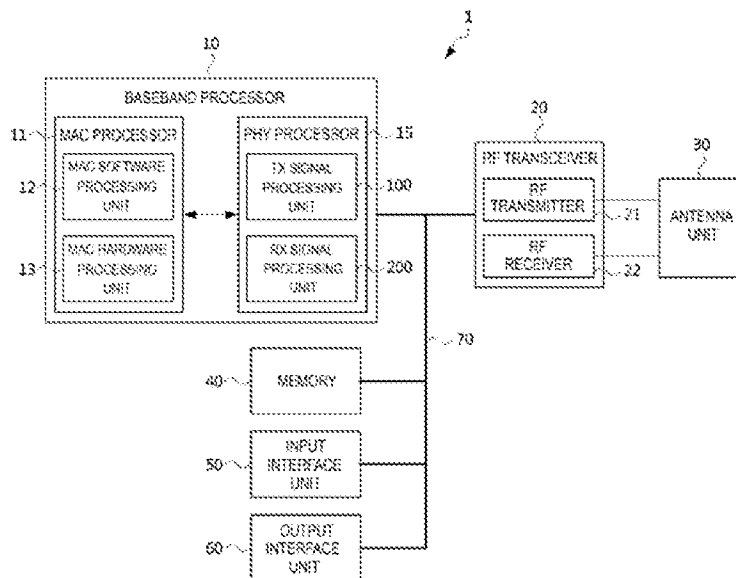 1
10
BASEBAND PROCESSOR
11
MAC PROCESSOR
12
MAC SOFTWARE
PROCESSING
UNIT
13
MAC HARDWARE
PROCESSING
UNIT
PHY PROCESSOR
15
TX SIGNAL
PROCESSING
UNIT
100
RX SIGNAL
PROCESSING
UNIT
200
20
RF TRANSCEIVER
RF
TRANSMITTER
21
RF
RECEIVER
22
30
ANTENNA
UNIT
70
40
MEMORY
50
INPUT
INTERFACE
UNIT
60
OUTPUT
INTERFACE
UNIT